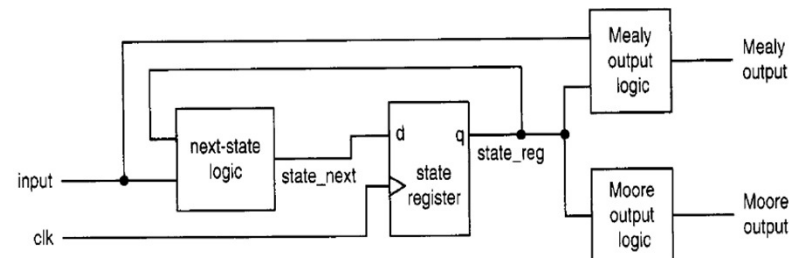 Mealy
output
logic
Mealy
output
next-state
logic
d
q
state_next
state_reg
state
register
input
clk
Moore
output
logic
Moore
output